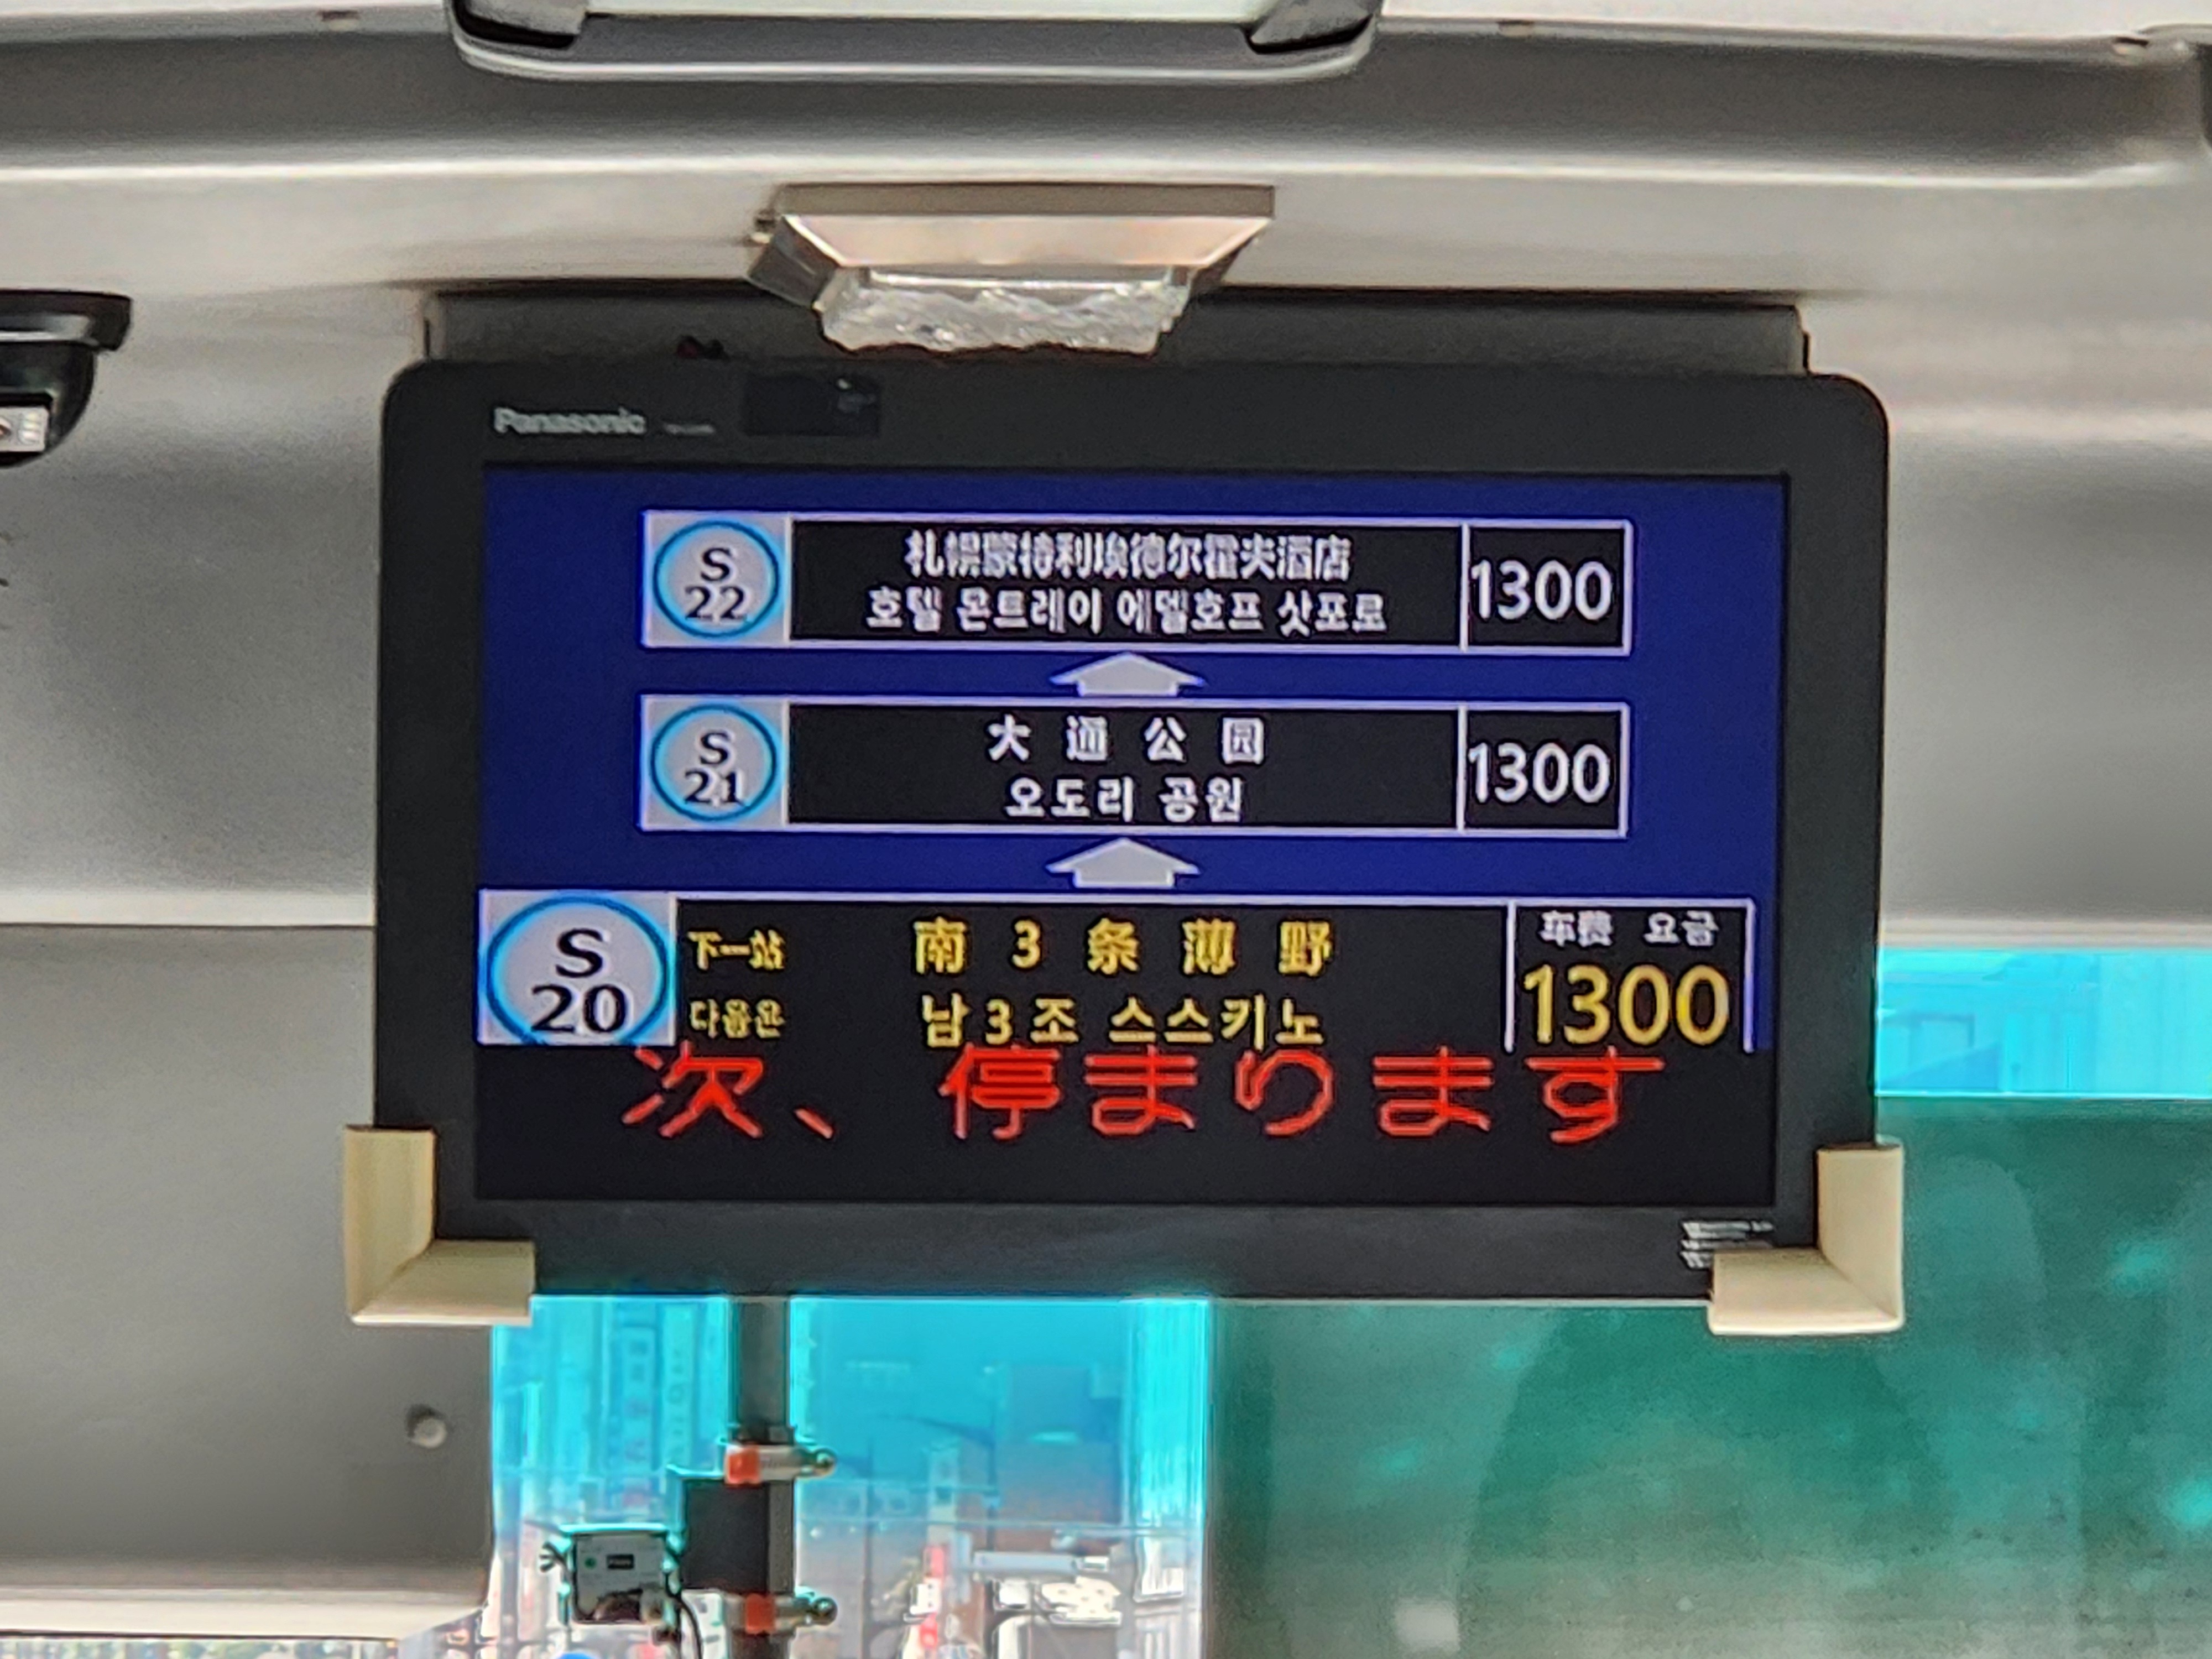 Panasonic
S
22
札幌蒙特利埃德尔霍夫酒店
호텔 몬트레이 에델호프 삿포로
1300
S
21
大通公园
오도리 공원
1300
S
20
下一站 南3条薄野
다음은 남3조 스스키노
车费 요금
1300
次、停まります